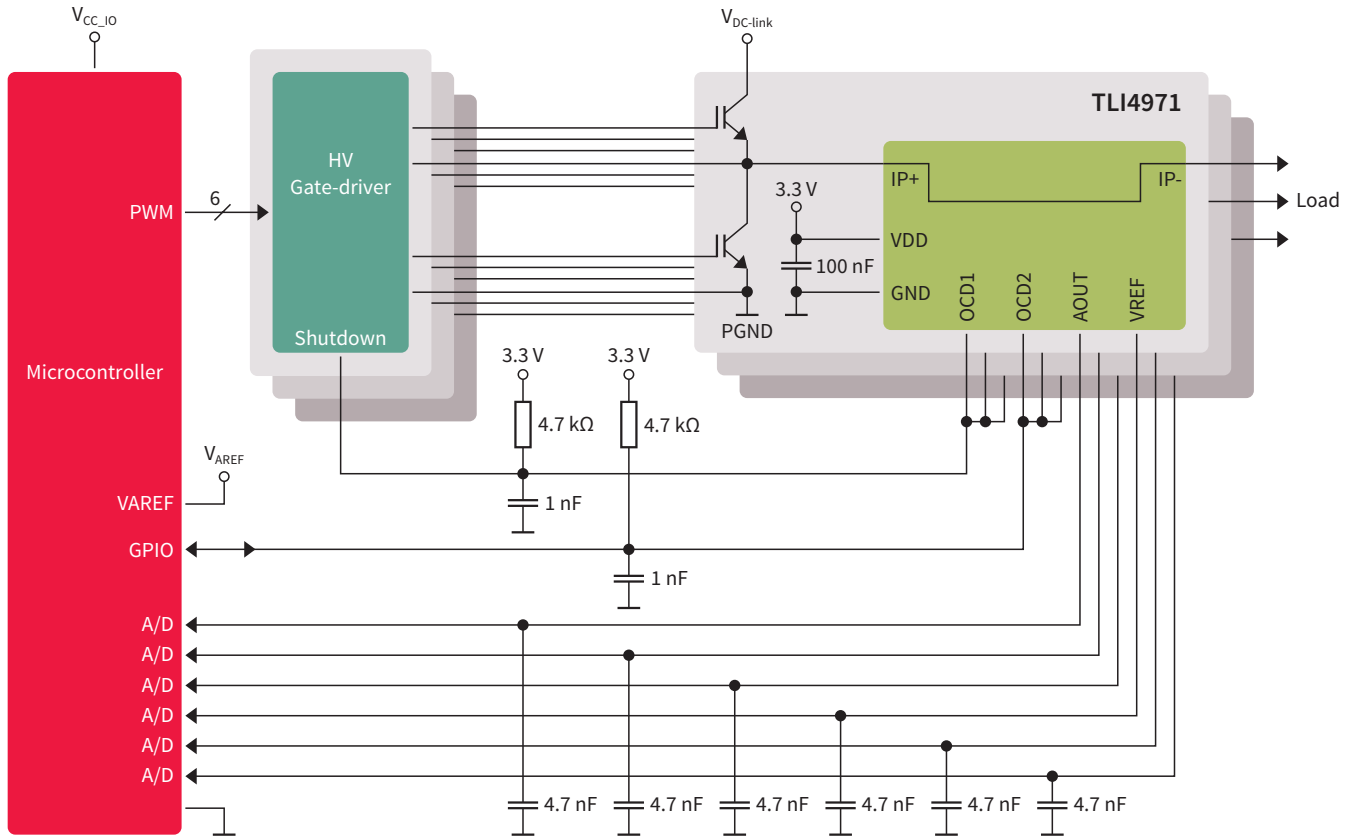 V_CC_IO
V_DC-link
TLI4971
HV
Gate-driver
IP+
IP-
3.3 V
PWM
6
Load
VDD
100 nF
GND
OCD1
OCD2
AOUT
VREF
Shutdown
PGND
3.3 V
3.3 V
Microcontroller
4.7 kΩ
4.7 kΩ
V_AREF
VAREF
1 nF
GPIO
1 nF
A/D
A/D
A/D
A/D
A/D
A/D
4.7 nF
4.7 nF
4.7 nF
4.7 nF
4.7 nF
4.7 nF